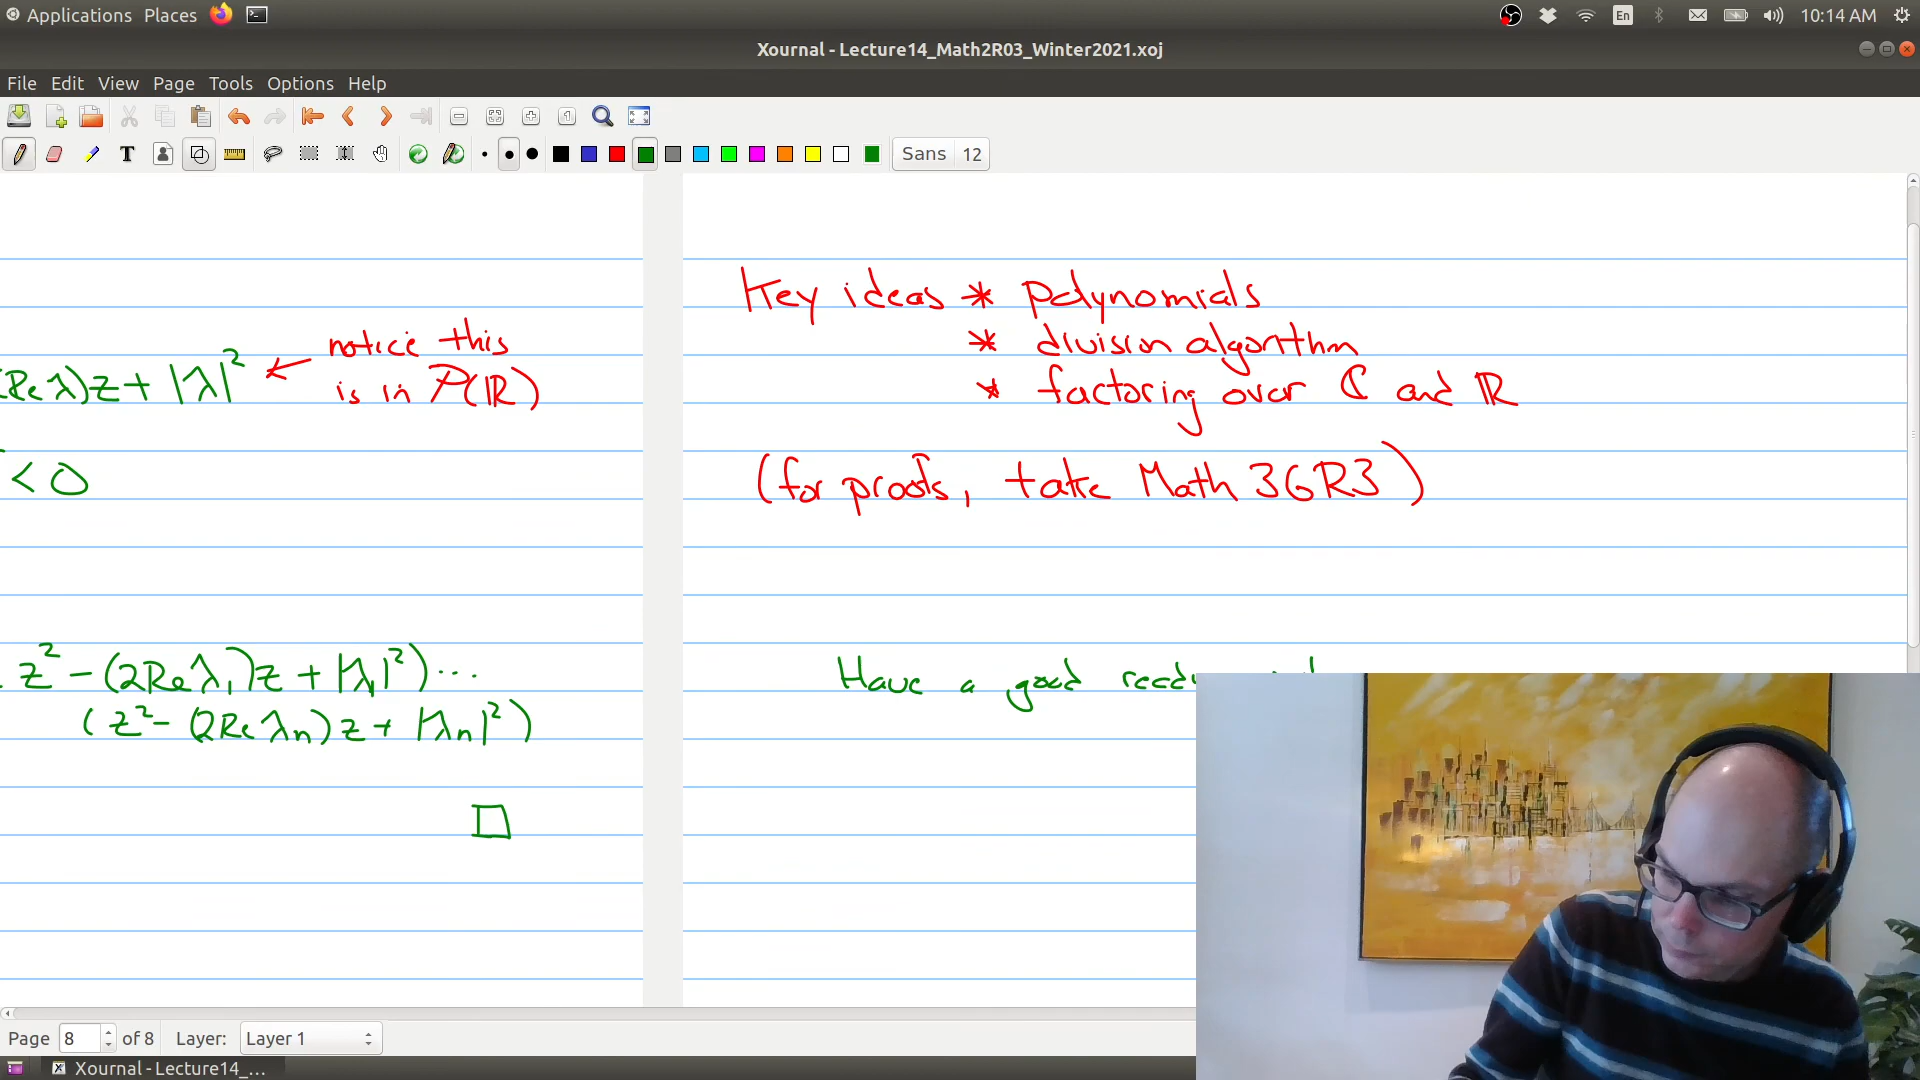 Applications Places
En
10:14 AM
Xournal - Lecture14_Math2R03_Winter2021.xoj
File Edit View Page Tools Options Help
T
Sans 12
(Re λ)z + |λ|²
notice this
is in P(ℝ)
< 0
z² - (2Re λ₁)z + |λ₁|²) ...
(z² - (2Re λn)z + |λn|²)
Key ideas * polynomials
* division algorithm
* factoring over ℂ and ℝ
(for proofs, take Math 3GR3)
Have a good
Page 8 of 8 Layer: Layer 1
Xournal - Lecture14_...